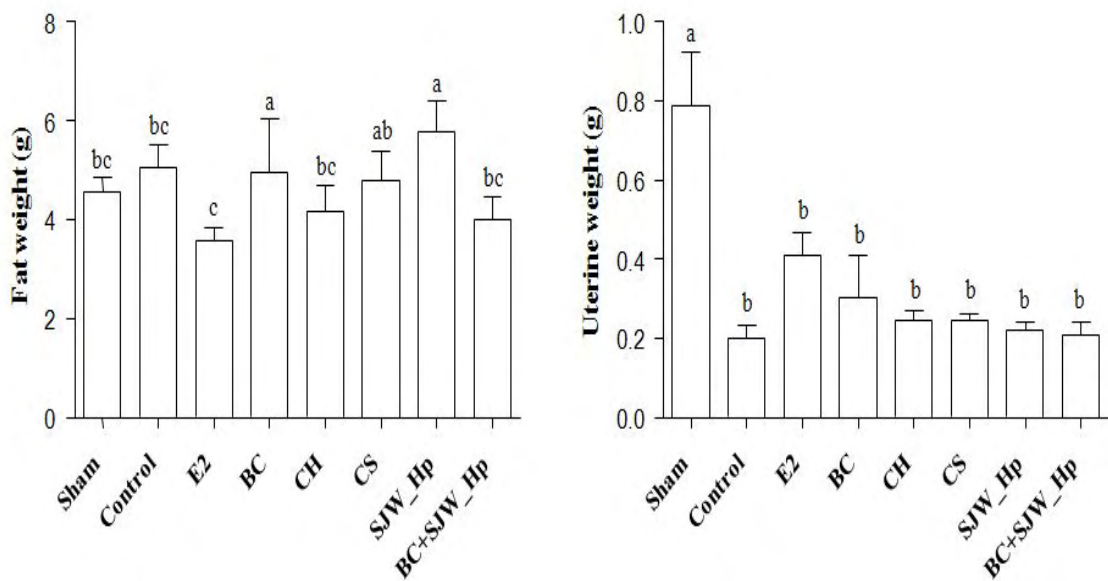 Fat weight (g)
8
6
4
2
0
bc
bc
c
a
bc
ab
a
bc
Sham
Control
E2
BC
CH
CS
SJW_Hp
BC+SJW_Hp
Uterine weight (g)
1.0
0.8
0.6
0.4
0.2
0.0
a
b
b
b
b
b
b
b
Sham
Control
E2
BC
CH
CS
SJW_Hp
BC+SJW_Hp